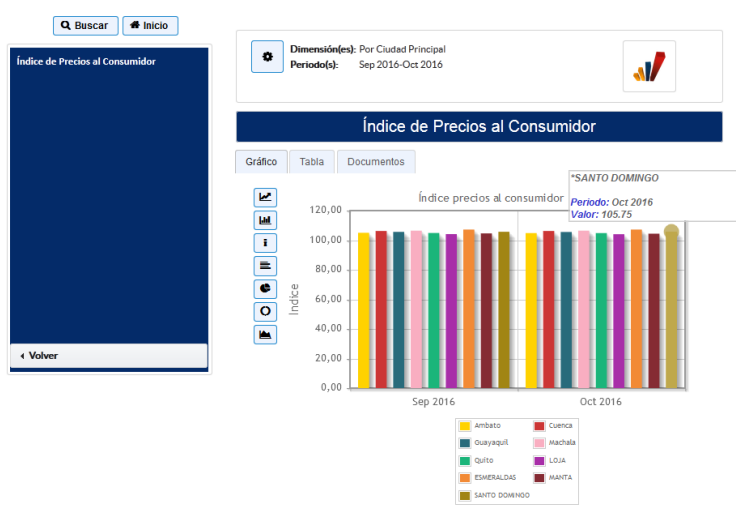 Buscar
Inicio
Índice de Precios al Consumidor
Volver
Dimensión(es): Por Ciudad Principal
Periodo(s): Sep 2016-Oct 2016
Índice de Precios al Consumidor
Gráfico
Tabla
Documentos
*SANTO DOMINGO
Periodo: Oct 2016
Valor: 105.75
Índice precios al consumidor
Indice
120,00
100,00
80,00
60,00
40,00
20,00
0,00
Sep 2016
Oct 2016
Ambato
Cuenca
Guayaquil
Machala
Quito
LOJA
ESMERALDAS
MANTA
SANTO DOMINGO